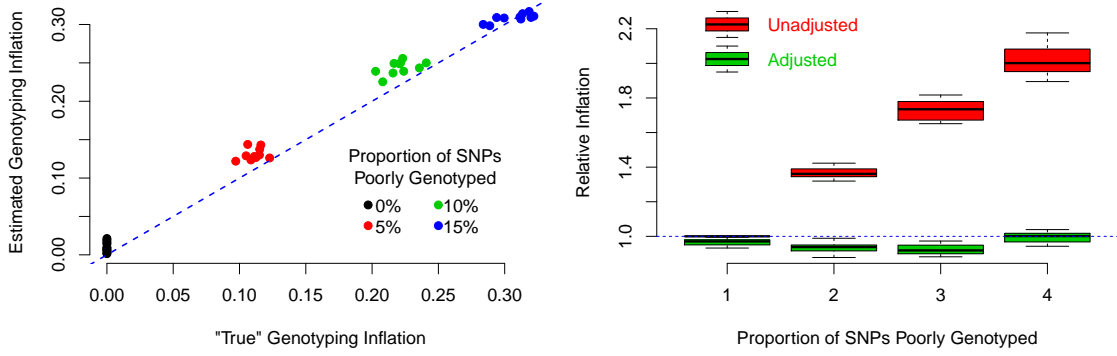 Estimated Genotyping Inflation
0.30
0.20
0.10
0.00
Proportion of SNPs
Poorly Genotyped
0% 10%
5% 15%
0.00 0.05 0.10 0.15 0.20 0.25 0.30
"True" Genotyping Inflation
Relative Inflation
2.2
1.8
1.4
1.0
Unadjusted
Adjusted
1 2 3 4
Proportion of SNPs Poorly Genotyped